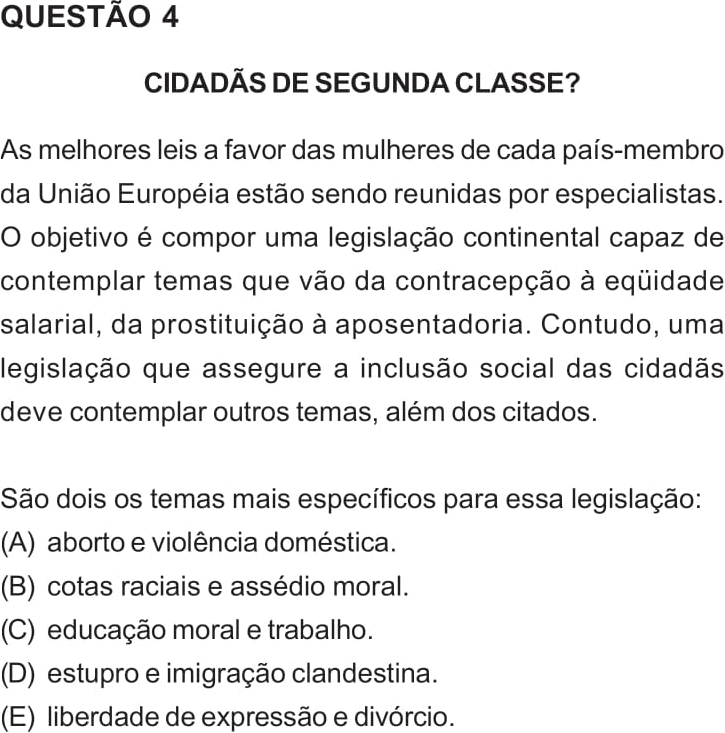 QUESTÃO 4
CIDADÃS DE SEGUNDA CLASSE?
As melhores leis a favor das mulheres de cada país-membro
da União Européia estão sendo reunidas por especialistas.
O objetivo é compor uma legislação continental capaz de
contemplar temas que vão da contracepção à eqüidade
salarial, da prostituição à aposentadoria. Contudo, uma
legislação que assegure a inclusão social das cidadãs
deve contemplar outros temas, além dos citados.
São dois os temas mais específicos para essa legislação:
(A) aborto e violência doméstica.
(B) cotas raciais e assédio moral.
(C) educação moral e trabalho.
(D) estupro e imigração clandestina.
(E) liberdade de expressão e divórcio.